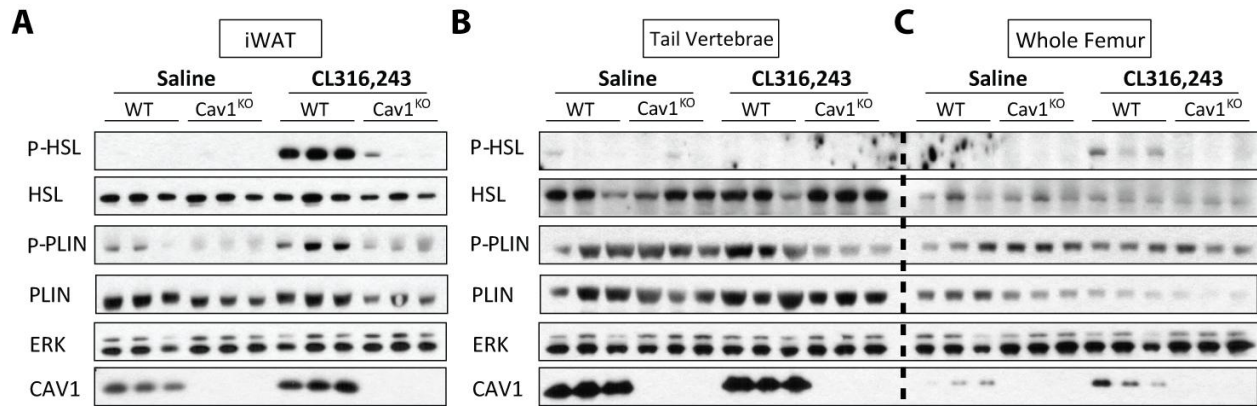 A iWAT B Tail Vertebrae C Whole Femur
Saline CL316,243 Saline CL316,243 Saline CL316,243
WT Cav1KO WT Cav1KO WT Cav1KO WT Cav1KO WT Cav1KO WT Cav1KO
P-HSL P-HSL
HSL HSL
P-PLIN P-PLIN
PLIN PLIN
ERK ERK
CAV1 CAV1